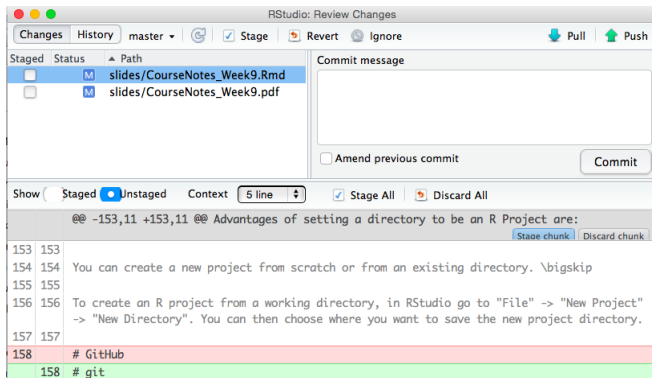 RStudio: Review Changes
Changes History master Stage Revert Ignore Pull Push
Staged Status Path
M slides/CourseNotes_Week9.Rmd
M slides/CourseNotes_Week9.pdf
Commit message
Amend previous commit
Commit
Show Staged Unstaged Context 5 line Stage All Discard All
@@ -153,11 +153,11 @@ Advantages of setting a directory to be an R Project are:
Stage chunk Discard chunk
153 153
154 154 You can create a new project from scratch or from an existing directory. \bigskip
155 155
156 156 To create an R project from a working directory, in RStudio go to "File" -> "New Project"
-> "New Directory". You can then choose where you want to save the new project directory.
157 157
158 # GitHub
158 # git